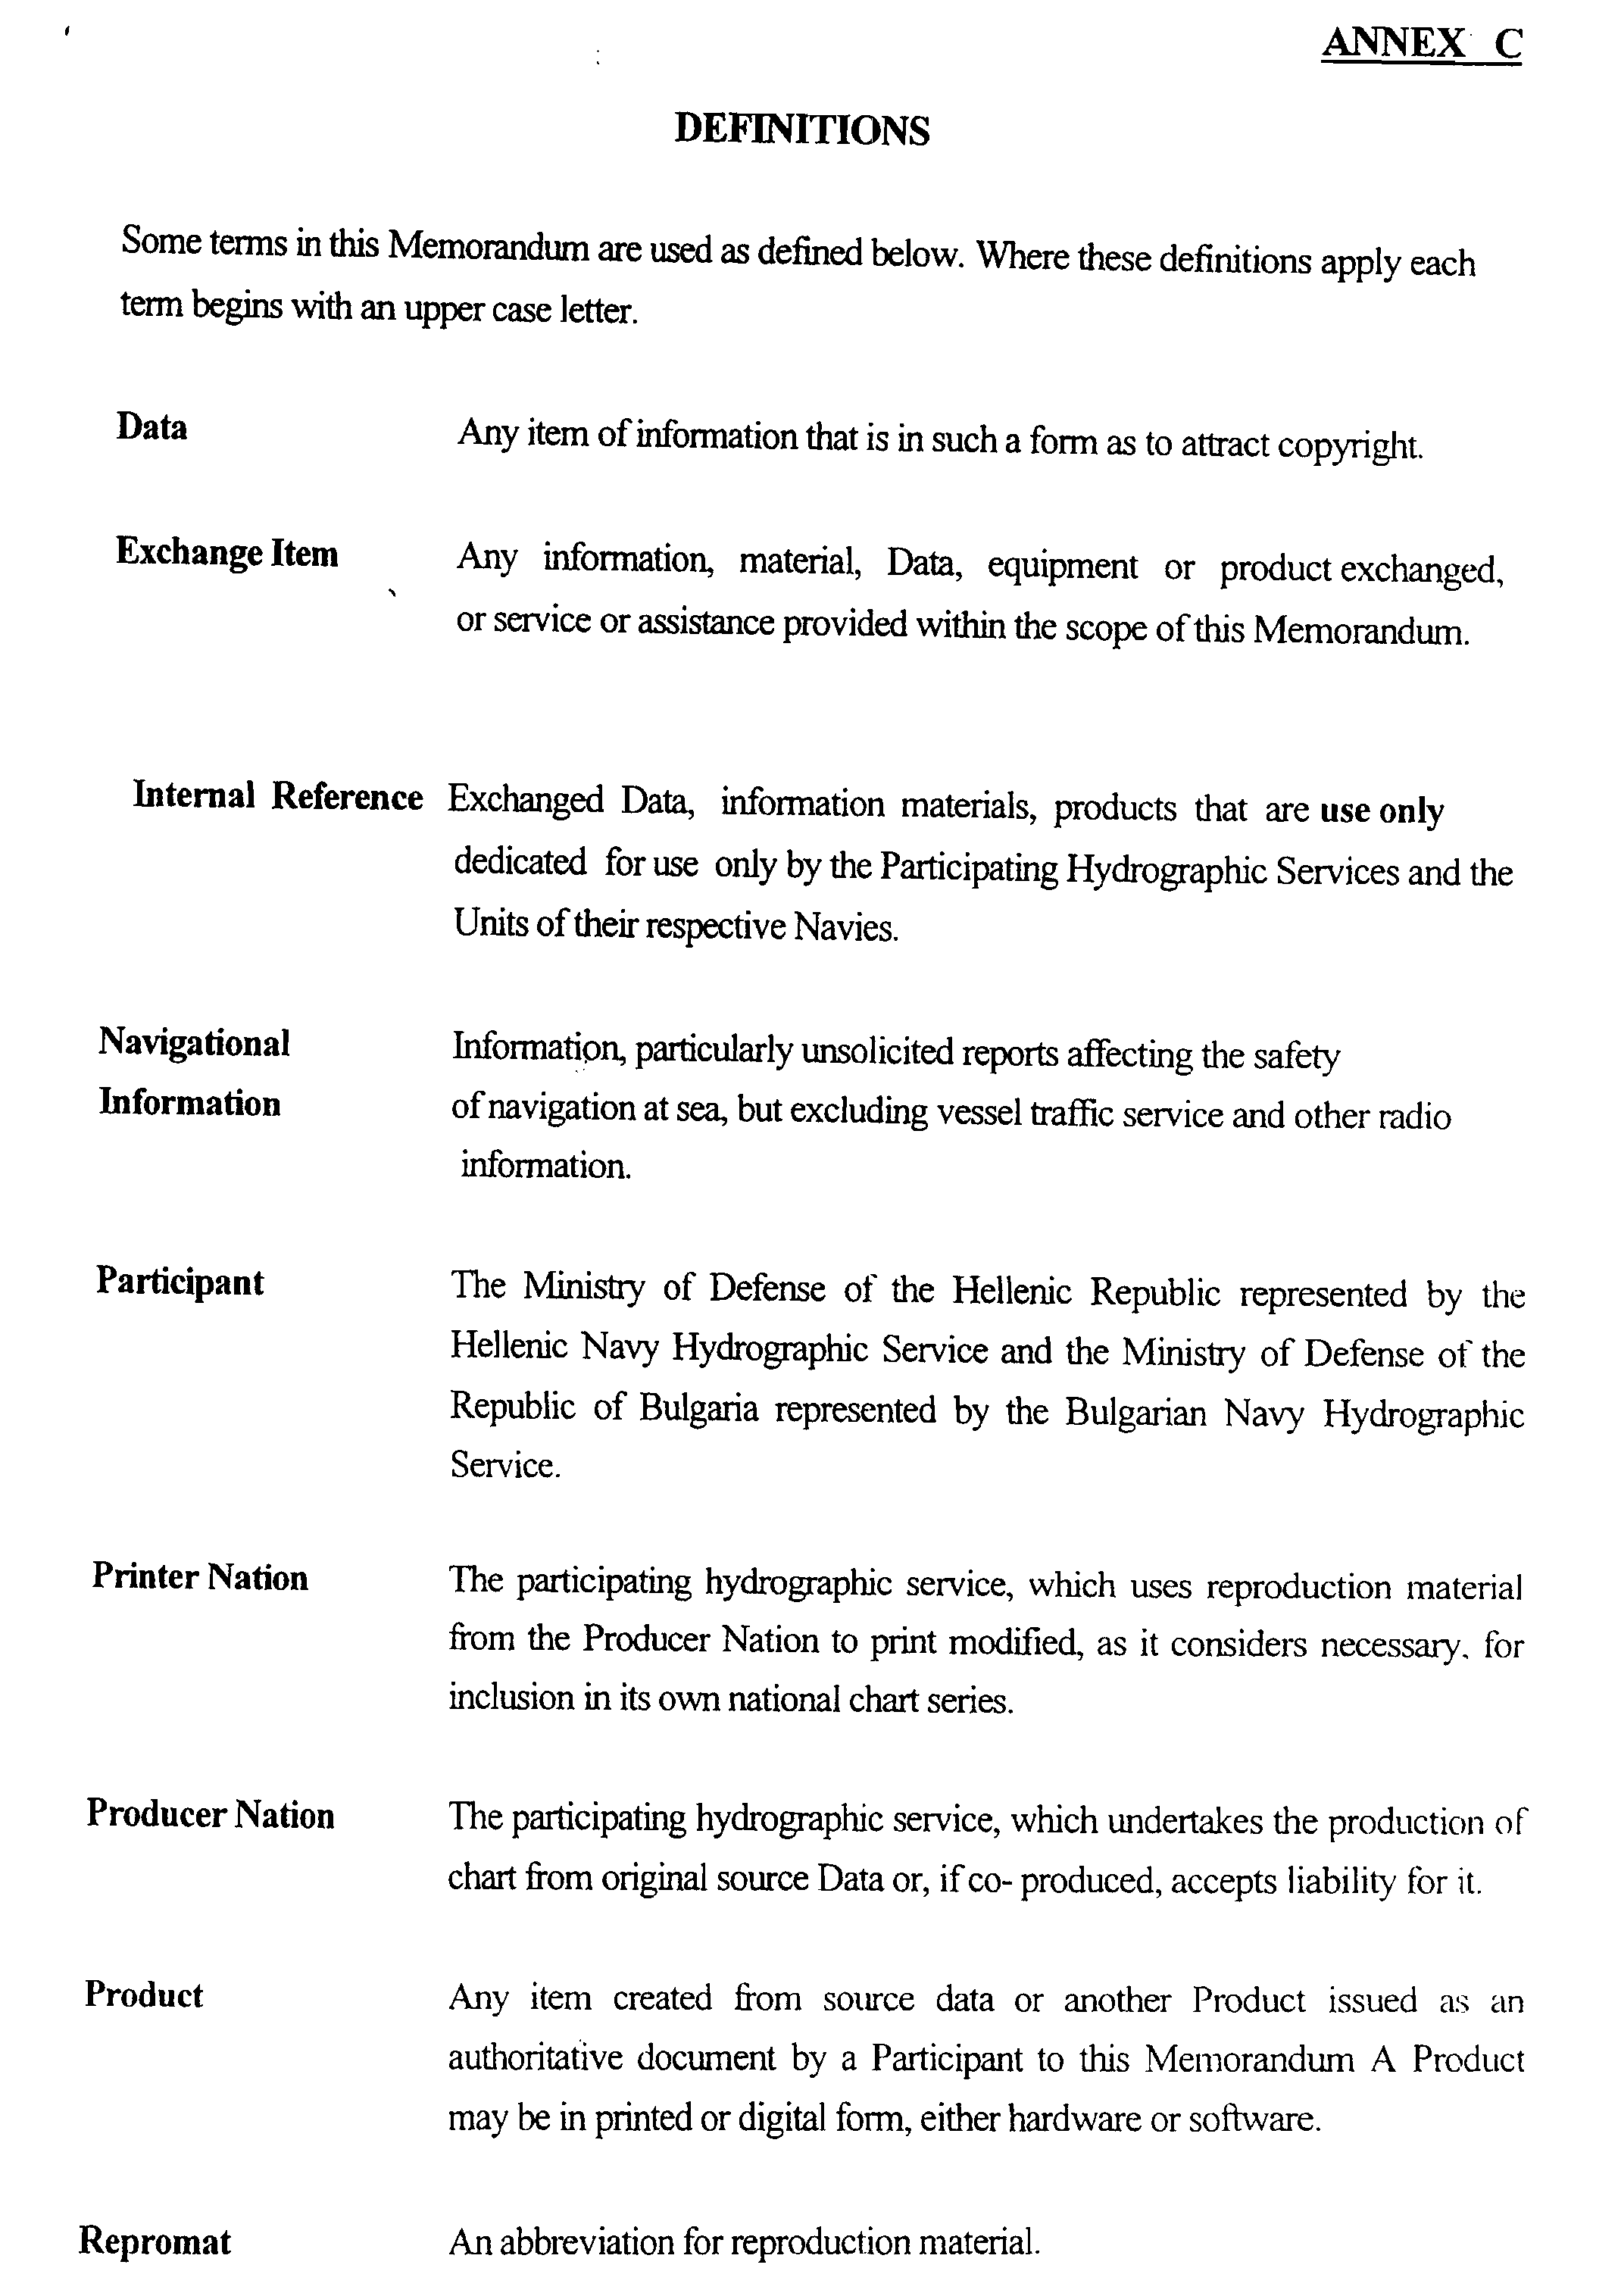 ANNEX C
DEFINITIONS
Some terms in this Memorandum are used as defined below. Where these definitions apply each
term begins with an upper case letter.
Data Any item of information that is in such a form as to attract copyright.
Exchange Item Any information, material, Data, equipment or product exchanged,
or service or assistance provided within the scope of this Memorandum.
Internal Reference Exchanged Data, information materials, products that are use only
dedicated for use only by the Participating Hydrographic Services and the
Units of their respective Navies.
Navigational Information, particularly unsolicited reports affecting the safety
Information of navigation at sea, but excluding vessel traffic service and other radio
information.
Participant The Ministry of Defense of the Hellenic Republic represented by the
Hellenic Navy Hydrographic Service and the Ministry of Defense of the
Republic of Bulgaria represented by the Bulgarian Navy Hydrographic
Service.
Printer Nation The participating hydrographic service, which uses reproduction material
from the Producer Nation to print modified, as it considers necessary, for
inclusion in its own national chart series.
Producer Nation The participating hydrographic service, which undertakes the production of
chart from original source Data or, if co- produced, accepts liability for it.
Product Any item created from source data or another Product issued as an
authoritative document by a Participant to this Memorandum A Product
may be in printed or digital form, either hardware or software.
Repromat An abbreviation for reproduction material.